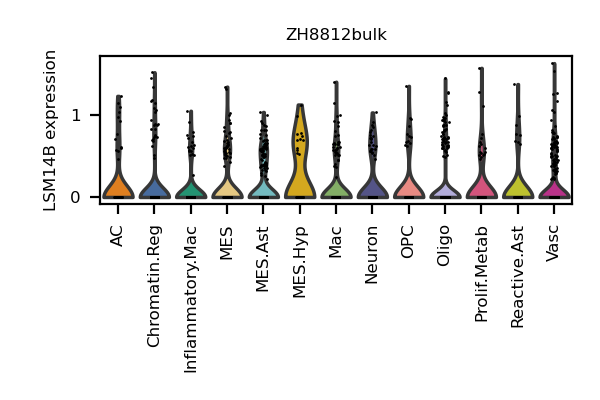 ZH8812bulk
LSM14B expression
1
0
AC
Chromatin.Reg
Inflammatory.Mac
MES
MES.Ast
MES.Hyp
Mac
Neuron
OPC
Oligo
Prolif.Metab
Reactive.Ast
Vasc